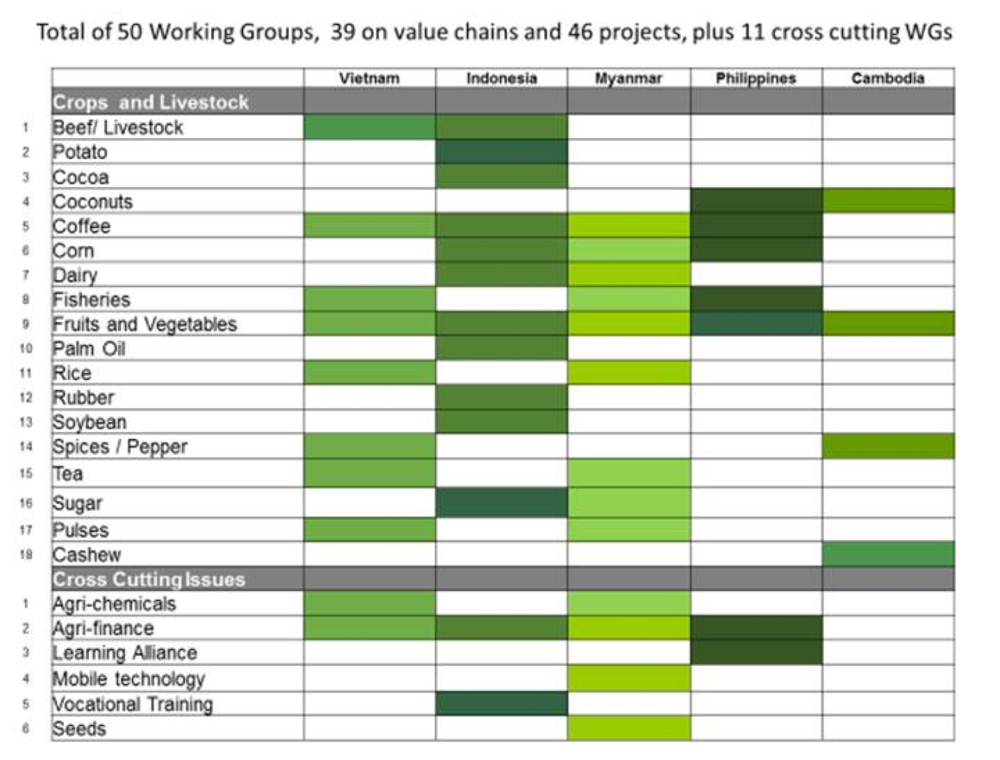 Total of 50 Working Groups, 39 on value chains and 46 projects, plus 11 cross cutting WGs
Vietnam Indonesia Myanmar Philippines Cambodia
Crops and Livestock
1 Beef/ Livestock
2 Potato
3 Cocoa
4 Coconuts
5 Coffee
6 Corn
7 Dairy
8 Fisheries
9 Fruits and Vegetables
10 Palm Oil
11 Rice
12 Rubber
13 Soybean
14 Spices / Pepper
15 Tea
16 Sugar
17 Pulses
18 Cashew
Cross Cutting Issues
1 Agri-chemicals
2 Agri-finance
3 Learning Alliance
4 Mobile technology
5 Vocational Training
6 Seeds